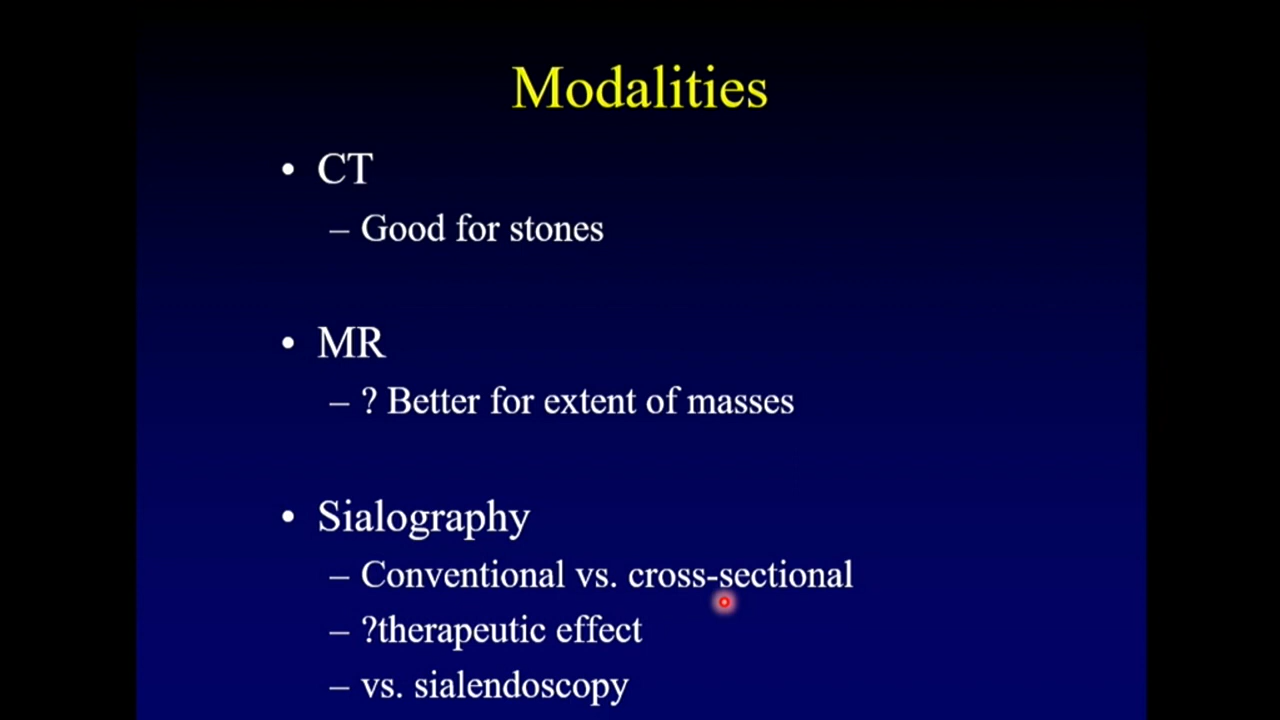 Modalities
• CT
– Good for stones
• MR
– ? Better for extent of masses
• Sialography
– Conventional vs. cross-sectional
– ?therapeutic effect
– vs. sialendoscopy